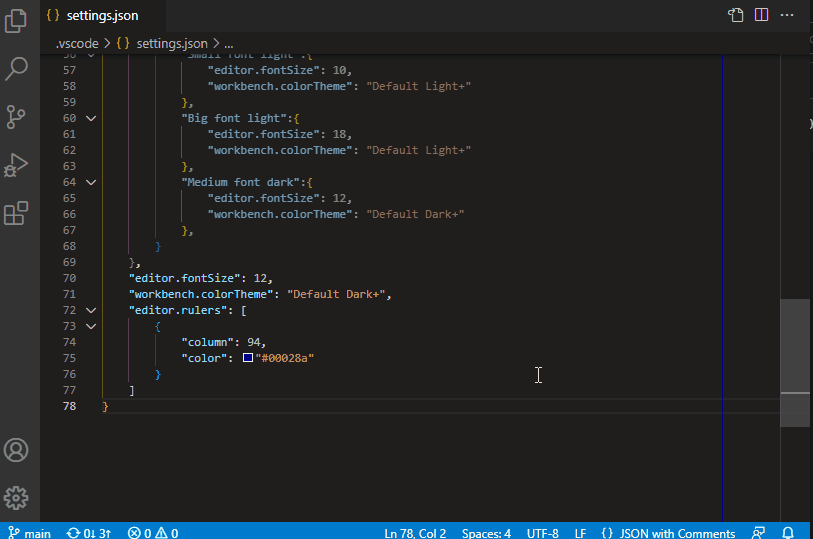 { } settings.json
.vscode > { } settings.json > ...
56 "Small font light":{
57 "editor.fontSize": 10,
58 "workbench.colorTheme": "Default Light+"
59 },
60 "Big font light":{
61 "editor.fontSize": 18,
62 "workbench.colorTheme": "Default Light+"
63 },
64 "Medium font dark":{
65 "editor.fontSize": 12,
66 "workbench.colorTheme": "Default Dark+"
67 },
68 }
69 },
70 "editor.fontSize": 12,
71 "workbench.colorTheme": "Default Dark+",
72 "editor.rulers": [
73 {
74 "column": 94,
75 "color": "#00028a"
76 }
77 ]
78 }
main 0↓ 3↑ 0 0 Ln 78, Col 2 Spaces: 4 UTF-8 LF { } JSON with Comments